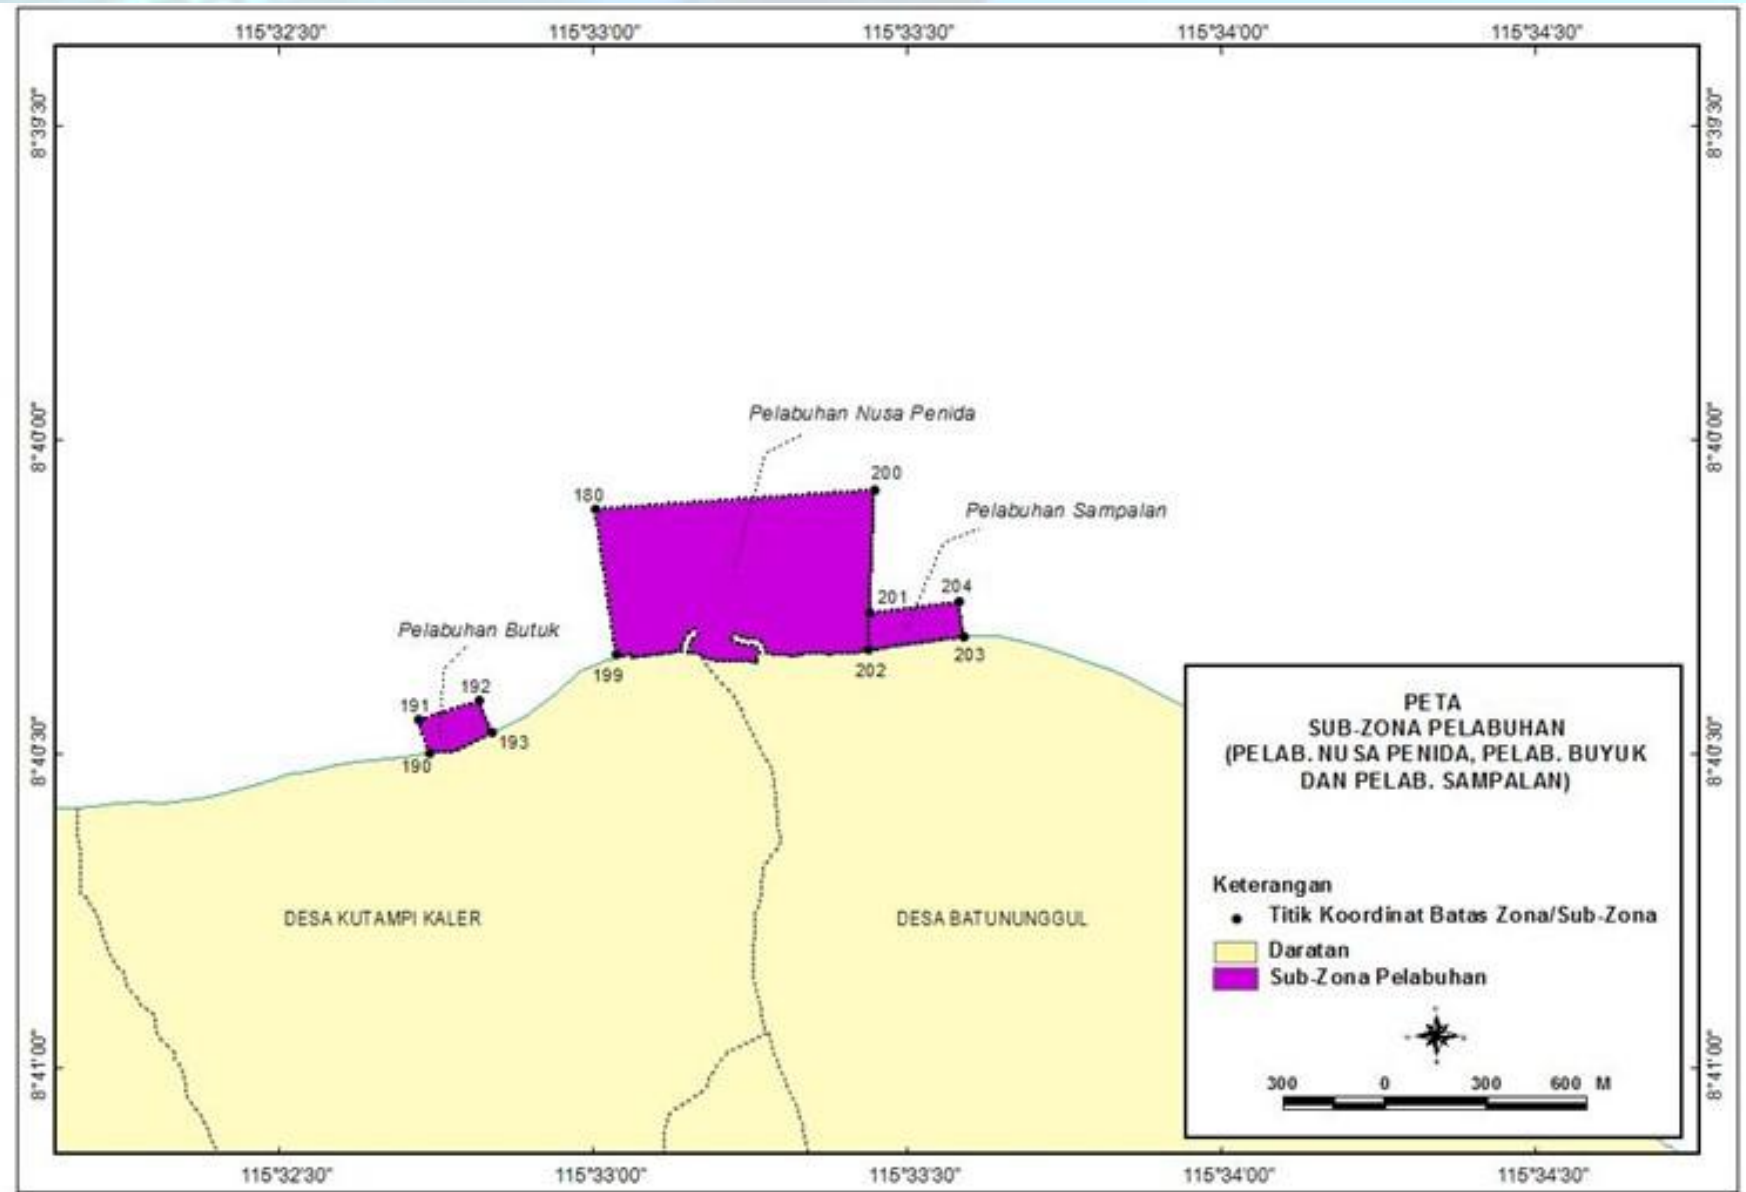 115°32'30"
115°33'00"
115°33'30"
115°34'00"
115°34'30"
8°39'30"
8°39'30"
8°40'00"
8°40'00"
Pelabuhan Nusa Penida
200
180
Pelabuhan Sampalan
204
201
Pelabuhan Butuk
203
202
199
192
191
193
190
8°40'30"
8°40'30"
PETA
SUB-ZONA PELABUHAN
(PELAB. NUSA PENIDA, PELAB. BUYUK
DAN PELAB. SAMPALAN)
Keterangan
Titik Koordinat Batas Zona/Sub-Zona
Daratan
Sub-Zona Pelabuhan
DESA KUTAMPI KALER
DESA BATUNUNGGUL
300 0 300 600 M
8°41'00"
8°41'00"
115°32'30"
115°33'00"
115°33'30"
115°34'00"
115°34'30"